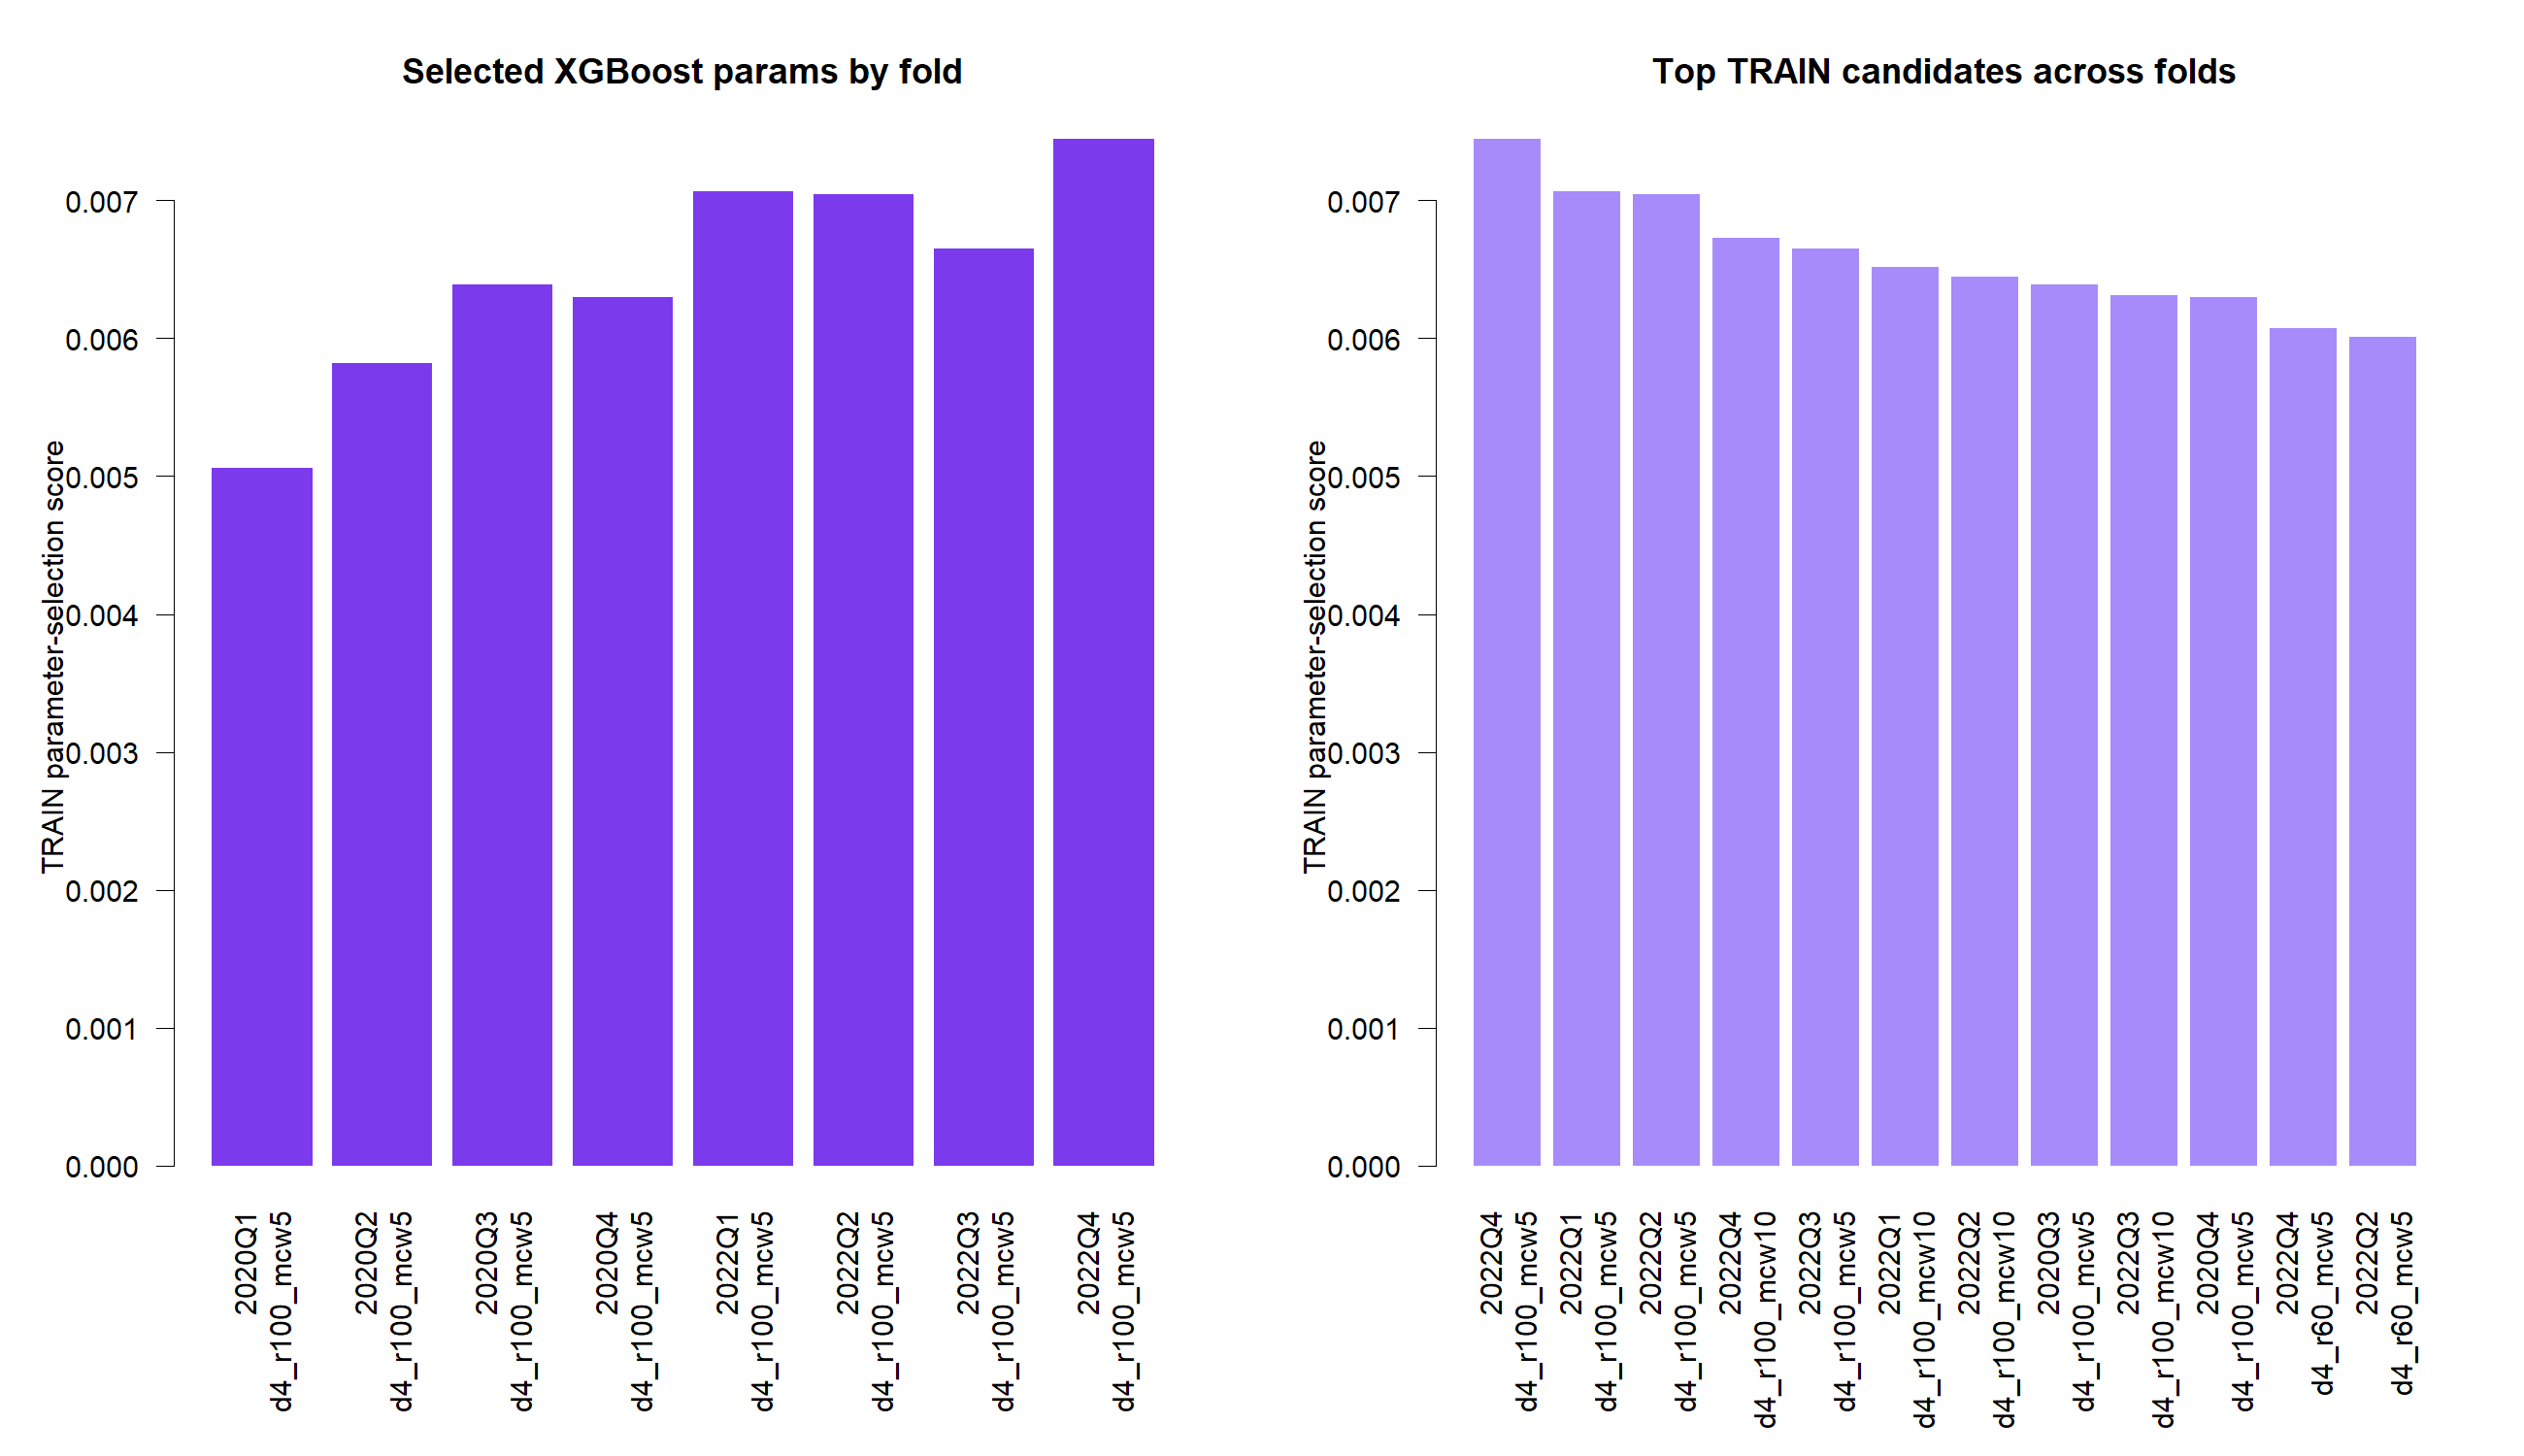 Selected XGBoost params by fold
TRAIN parameter-selection score
0.007
0.006
0.005
0.004
0.003
0.002
0.001
0.000
2020Q1
d4_r100_mcw5
2020Q2
d4_r100_mcw5
2020Q3
d4_r100_mcw5
2020Q4
d4_r100_mcw5
2022Q1
d4_r100_mcw5
2022Q2
d4_r100_mcw5
2022Q3
d4_r100_mcw5
2022Q4
d4_r100_mcw5
Top TRAIN candidates across folds
TRAIN parameter-selection score
0.007
0.006
0.005
0.004
0.003
0.002
0.001
0.000
2022Q4
d4_r100_mcw5
2022Q1
d4_r100_mcw5
2022Q2
d4_r100_mcw5
2022Q4
d4_r100_mcw10
2022Q3
d4_r100_mcw5
2022Q1
d4_r100_mcw10
2022Q2
d4_r100_mcw10
2020Q3
d4_r100_mcw5
2022Q3
d4_r100_mcw10
2020Q4
d4_r100_mcw5
2022Q4
d4_r60_mcw5
2022Q2
d4_r60_mcw5